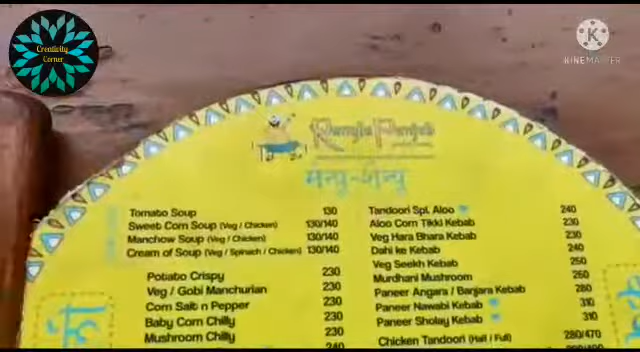 Creativity
Corner
K
KINEMASTER
Rangla Panjab
मेन्यू-शेन्यू
Tomato Soup 130
Sweet Corn Soup (Veg / Chicken) 130/140
Manchow Soup (Veg / Chicken) 130/140
Cream of Soup (Veg / Spinach / Chicken) 130/140
Potato Crispy 230
Veg / Gobi Manchurian 230
Corn Salt n Pepper 230
Baby Corn Chilly 230
Mushroom Chilly 230
240
Tandoori Spl. Aloo 240
Aloo Corn Tikki Kebab 230
Veg Hara Bhara Kebab 230
Dahi ke Kebab 240
Veg Seekh Kebab 250
Murdhani Mushroom 260
Paneer Angara / Banjara Kebab 280
Paneer Nawabi Kebab 310
Paneer Sholay Kebab 310
Chicken Tandoori (Half / Full) 280/470